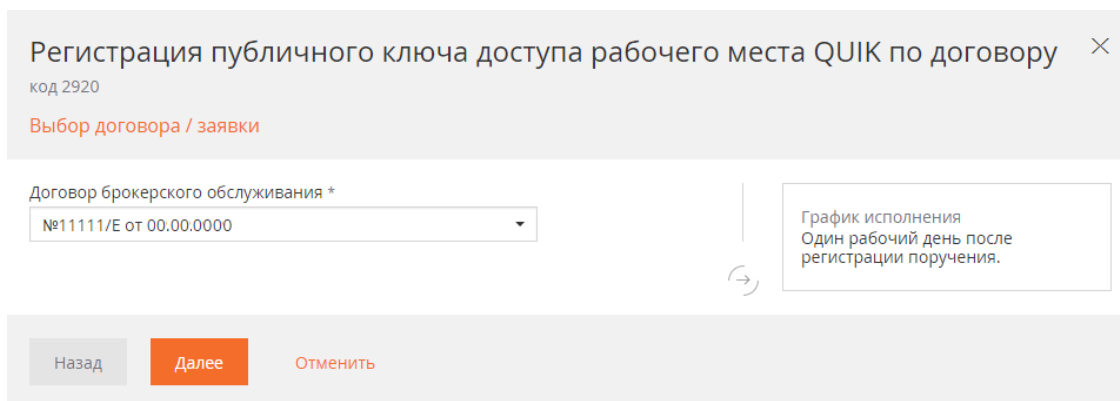 Регистрация публичного ключа доступа рабочего места QUIK по договору
код 2920
Выбор договора / заявки
Договор брокерского обслуживания *
№11111/E от 00.00.0000
График исполнения
Один рабочий день после
регистрации поручения.
Назад
Далее
Отменить